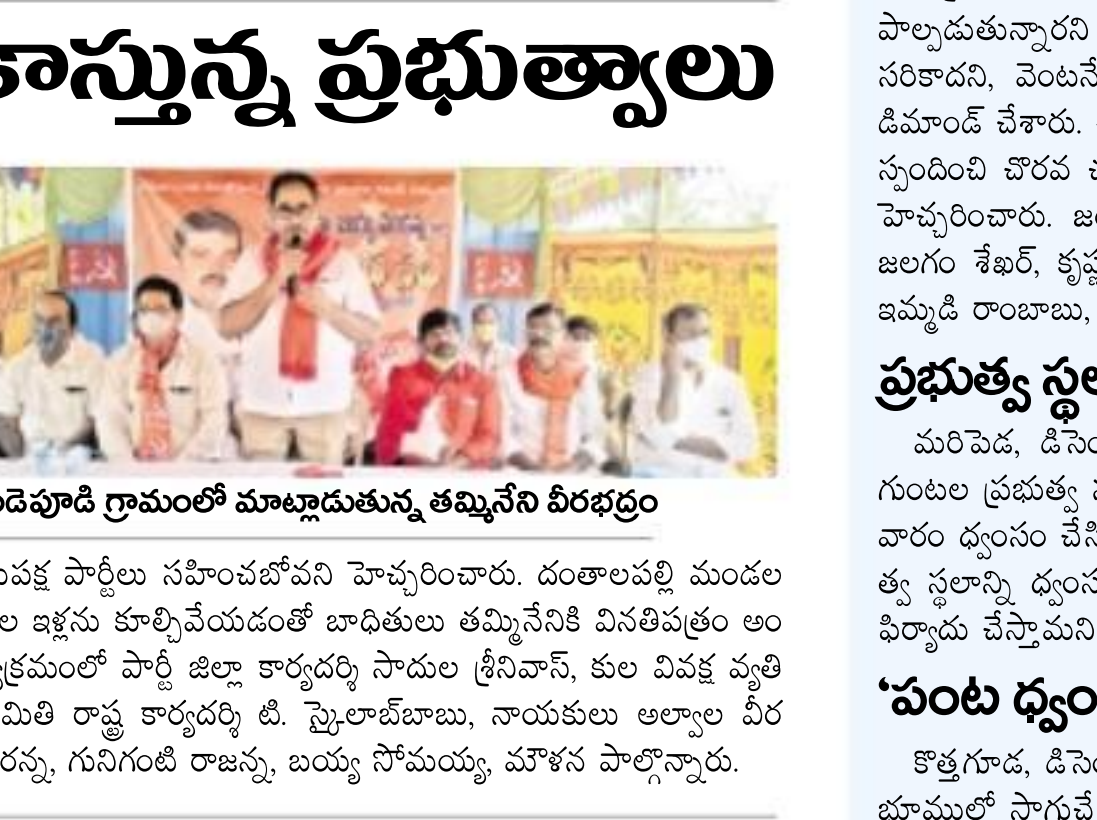 కాస్తున్న ప్రభుత్వాలు
డెపూడి గ్రామంలో మాట్లాడుతున్న తమ్మినేని వీరభద్రం
పక్ష పార్టీలు సహించబోవని హెచ్చరించారు. దంతాలపల్లి మండల
ల ఇళ్లను కూల్చివేయడంతో బాధితులు తమ్మినేనికి వినతిపత్రం అం
క్రమంలో పార్టీ జిల్లా కార్యదర్శి సాదుల శ్రీనివాస్, కుల వివక్ష వ్యతి
మితి రాష్ట్ర కార్యదర్శి టి. స్కైలాబ్‌బాబు, నాయకులు అల్వాల వీర
రన్న, గునిగంటి రాజన్న, బయ్య సోమయ్య, మౌళన పాల్గొన్నారు.
పాల్పడుతున్నారని
సరికాదని, వెంటనే
డిమాండ్ చేశారు.
స్పందించి చొరవ
హెచ్చరించారు.
జలగం శేఖర్, కృష్ణ
ఇమ్మడి రాంబాబు,
ప్రభుత్వ స్థల
మరిపెడ, డిసెం
గుంటల ప్రభుత్వ
వారం ధ్వంసం చేసి
త్వ స్థలాన్ని ధ్వంస
ఫిర్యాదు చేస్తామని
‘పంట ధ్వం
కొత్తగూడ, డిసెం
భూములో సాగుచే